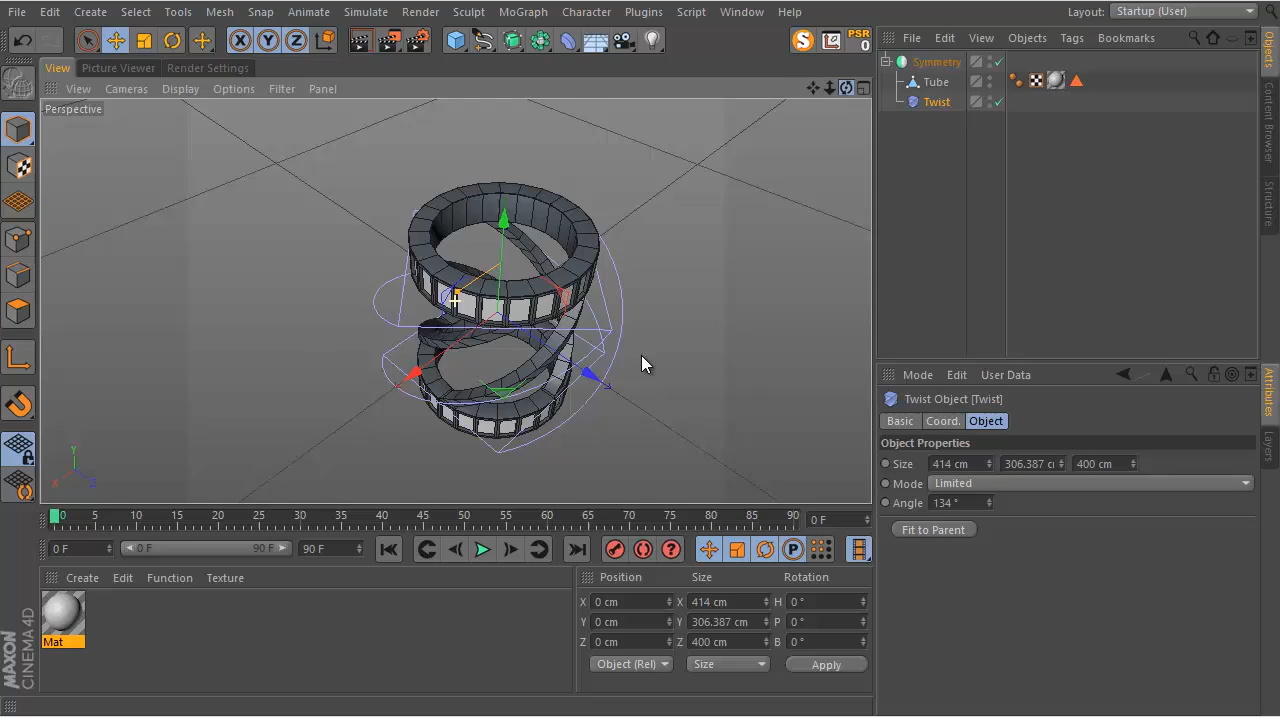 File Edit Create Select Tools Mesh Snap Animate Simulate Render Sculpt MoGraph Character Plugins Script Window Help Layout: Startup (User)
X Y Z S PSR 0
File Edit View Objects Tags Bookmarks
View Picture Viewer Render Settings
View Cameras Display Options Filter Panel
Perspective
Symmetry
Tube
Twist
Objects
Content Browser
Structure
Y
X Z
Mode Edit User Data
Twist Object [Twist]
Basic Coord. Object
Object Properties
Size 414 cm 306.387 c 400 cm
Mode Limited
Angle 134 °
Fit to Parent
Attributes
Layers
0 5 10 15 20 25 30 35 40 45 50 55 60 65 70 75 80 85 90 0 F
0 F 0 F 90 F 90 F P
Create Edit Function Texture
Mat
Position Size Rotation
X 0 cm X 414 cm H 0 °
Y 0 cm Y 306.387 cm P 0 °
Z 0 cm Z 400 cm B 0 °
Object (Rel) Size Apply
MAXON
CINEMA 4D